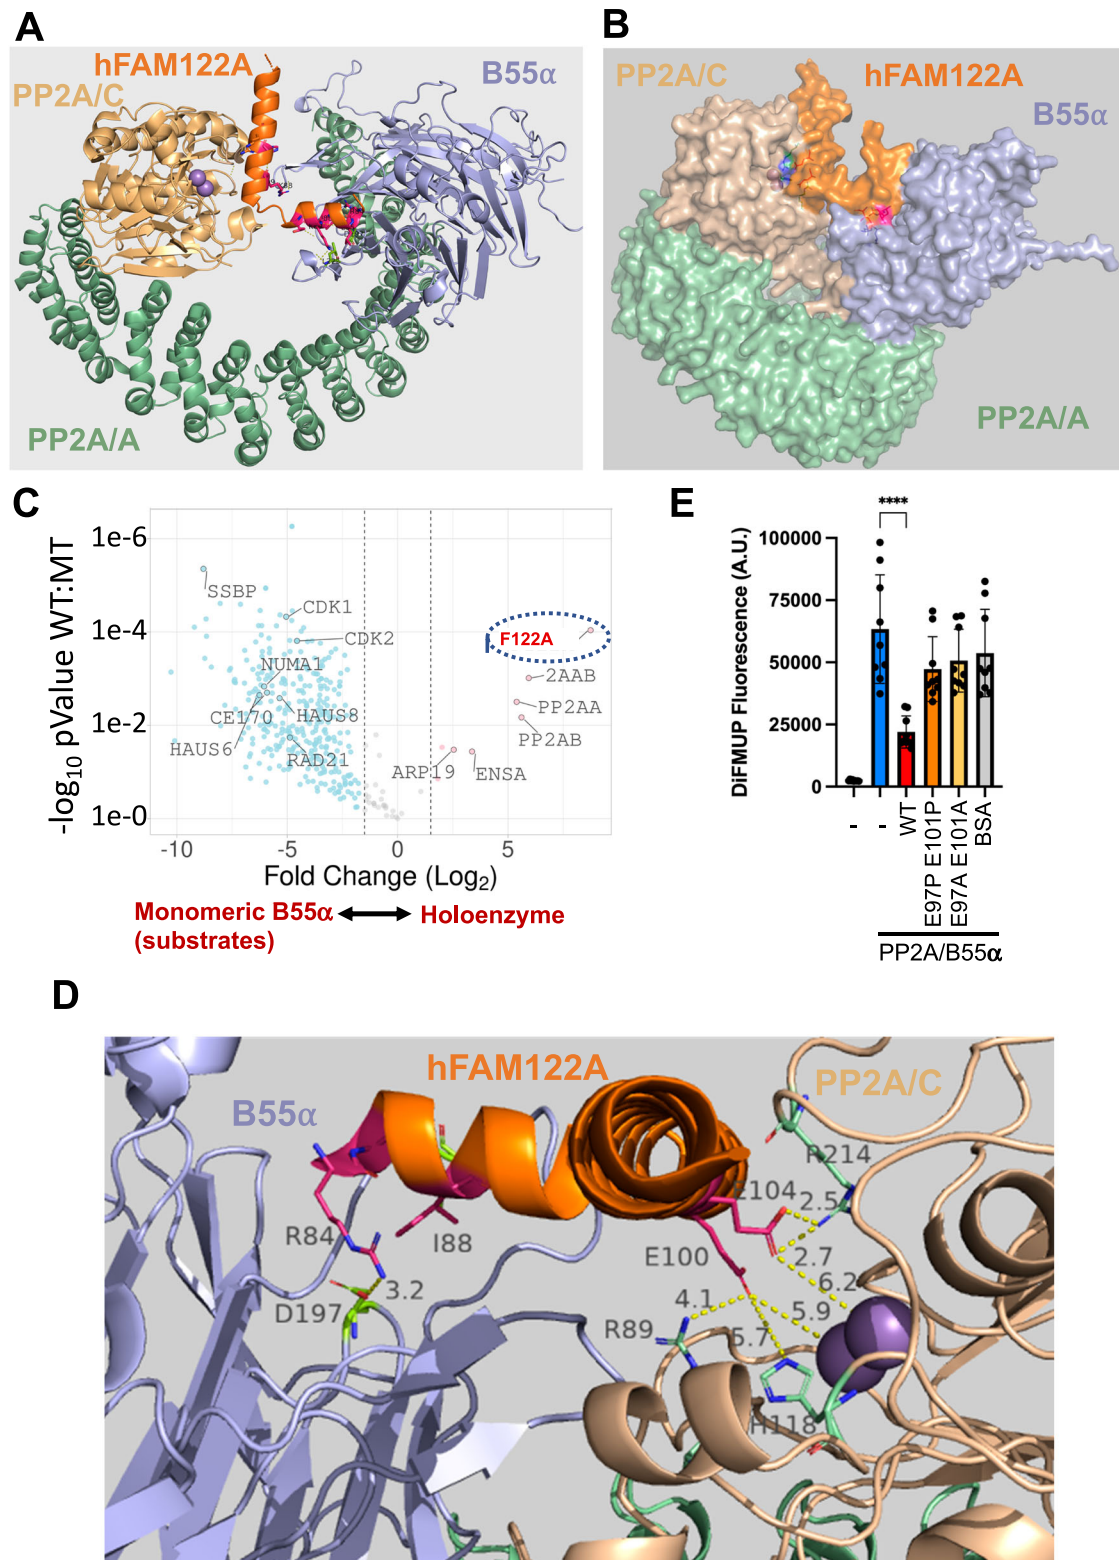 A
hFAM122A
B55α
PP2A/C
PP2A/A
B
PP2A/C
hFAM122A
B55α
PP2A/A
C
-log10 pValue WT:MT
1e-6
1e-4
1e-2
1e-0
SSBP
CDK1
CDK2
NUMA1
CE170
HAUS8
HAUS6
RAD21
F122A
2AAB
PP2AA
PP2AB
ARP19
ENSA
-10
-5
0
5
Fold Change (Log2)
Monomeric B55α
(substrates)
Holoenzyme
E
DiFMUP Fluorescence (A.U.)
****
100000
75000
50000
25000
0
-
-
WT
E97P E101P
E97A E101A
BSA
PP2A/B55α
D
hFAM122A
B55α
PP2A/C
R214
E104
2.5
R84
I88
E100
2.7
6.2
D197
3.2
4.1
5.9
R89
5.7
H118